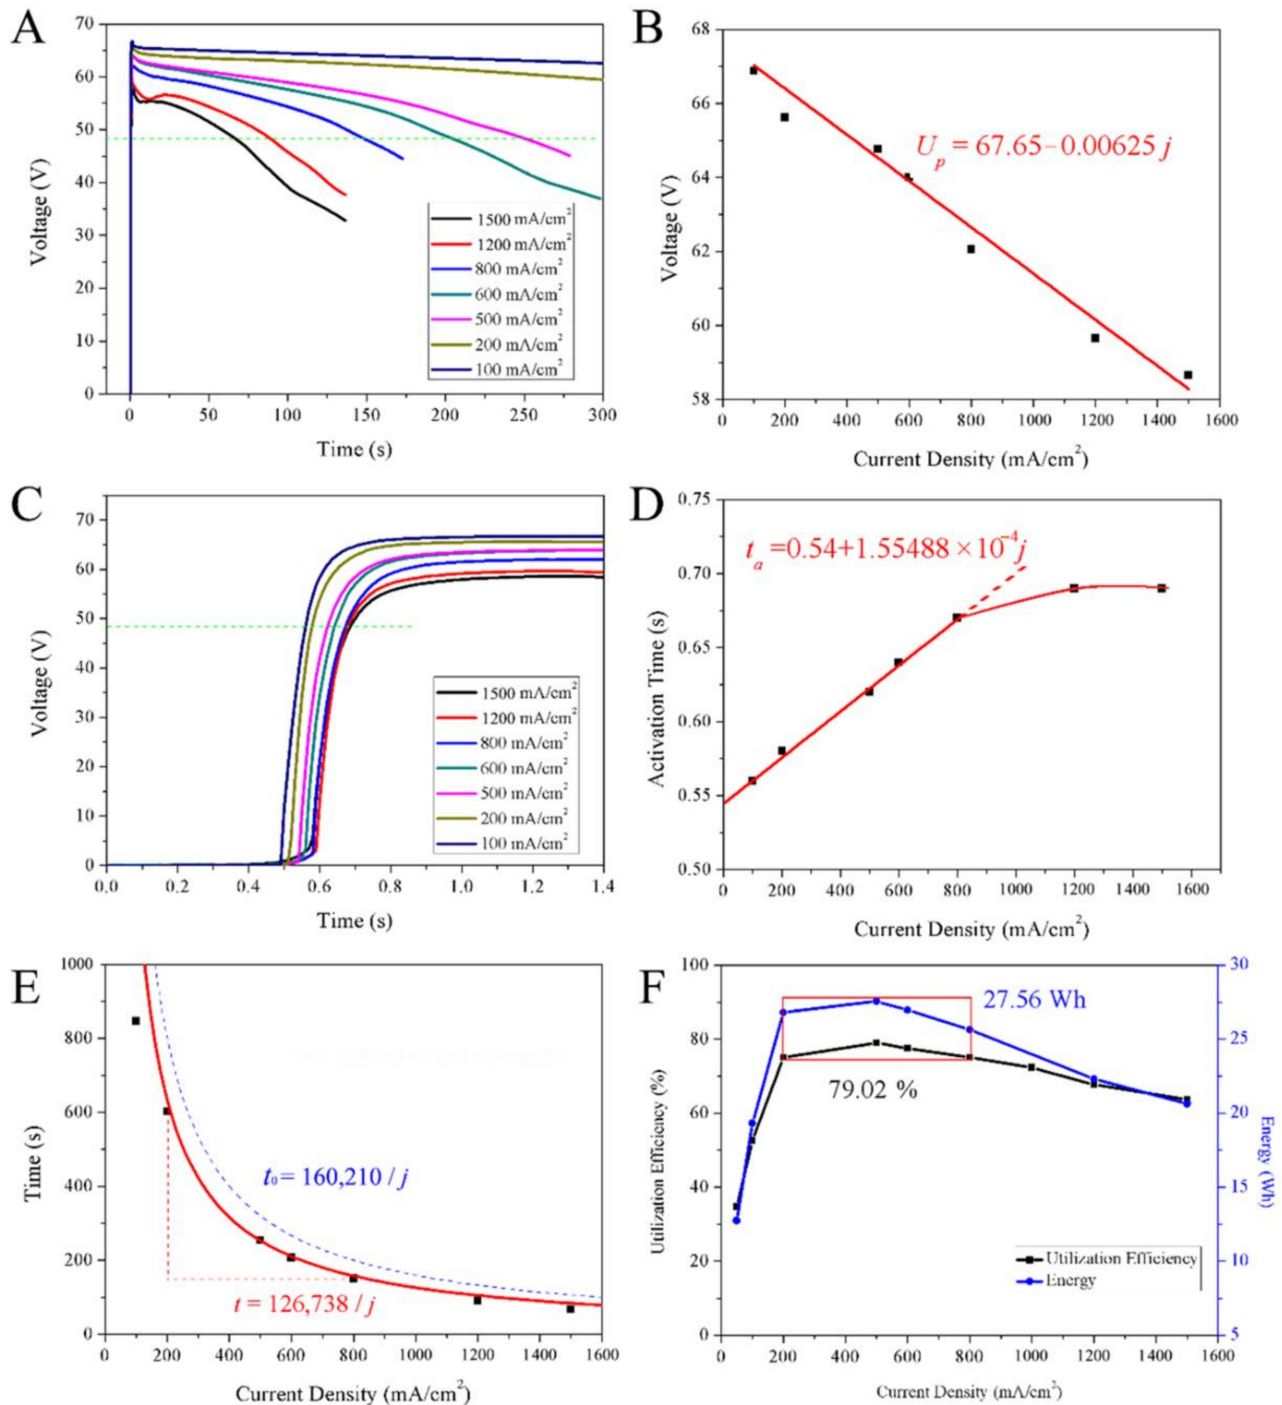 A
70
60
50
40
30
20
10
0
Voltage (V)
1500 mA/cm²
1200 mA/cm²
800 mA/cm²
600 mA/cm²
500 mA/cm²
200 mA/cm²
100 mA/cm²
0 50 100 150 200 250 300
Time (s)
B
68
66
64
62
60
58
Voltage (V)
Uₚ = 67.65−0.00625 j
0 200 400 600 800 1000 1200 1400 1600
Current Density (mA/cm²)
C
70
60
50
40
30
20
10
0
Voltage (V)
1500 mA/cm²
1200 mA/cm²
800 mA/cm²
600 mA/cm²
500 mA/cm²
200 mA/cm²
100 mA/cm²
0.0 0.2 0.4 0.6 0.8 1.0 1.2 1.4
Time (s)
D
0.75
0.70
0.65
0.60
0.55
0.50
Activation Time (s)
tₐ=0.54+1.55488 ×10⁻⁴j
0 200 400 600 800 1000 1200 1400 1600
Current Density (mA/cm²)
E
1000
800
600
400
200
0
Time (s)
t₀= 160,210 / j
t = 126,738 / j
0 200 400 600 800 1000 1200 1400 1600
Current Density (mA/cm²)
F
100
80
60
40
20
0
Utilization Efficiency (%)
27.56 Wh
79.02 %
Utilization Efficiency
Energy
30
25
20
15
10
5
Energy (Wh)
0 200 400 600 800 1000 1200 1400 1600
Current Density (mA/cm²)